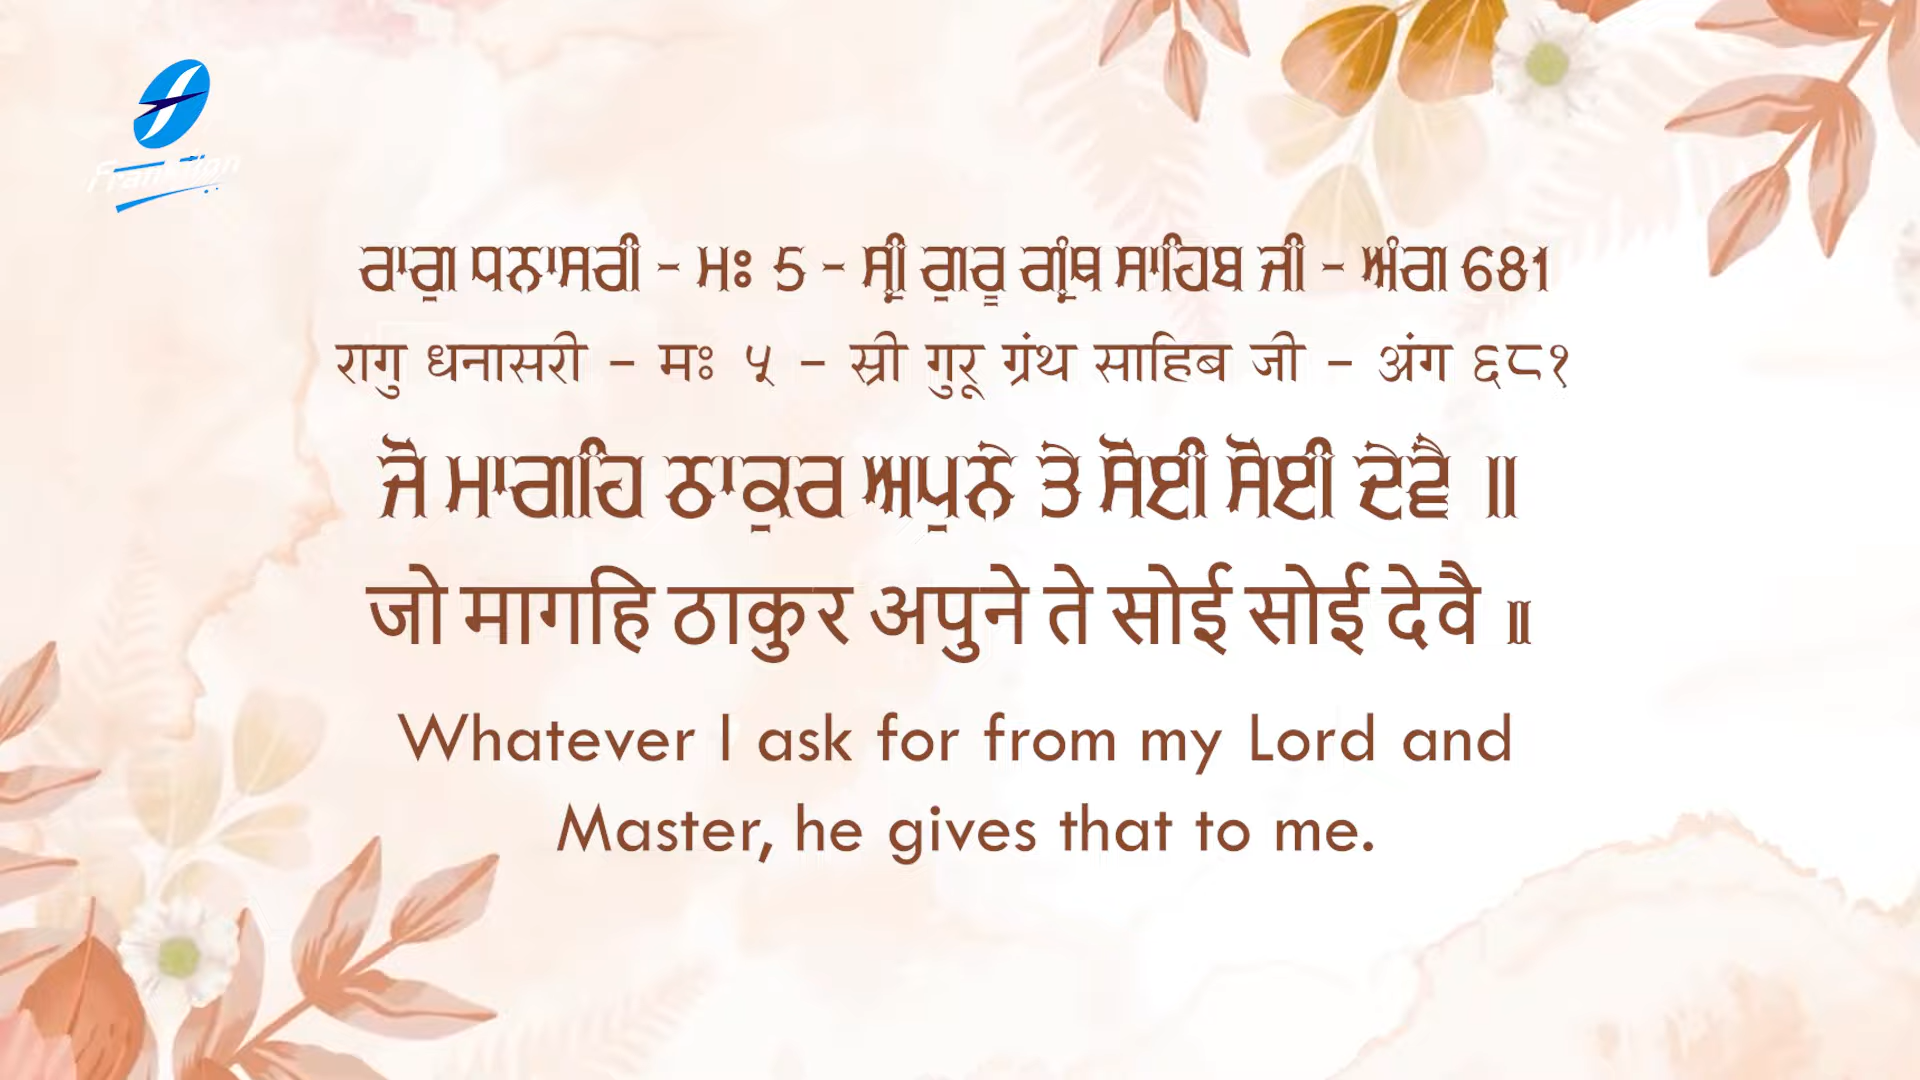 ਰਾਗੁ ਧਨਾਸਰੀ - ਮਃ 5 - ਸ੍ਰੀ ਗੁਰੂ ਗ੍ਰੰਥ ਸਾਹਿਬ ਜੀ - ਅੰਗ 681
रागु धनासरी - मः ५ - स्री गुरू ग्रंथ साहिब जी - अंग ६८१
ਜੋ ਮਾਗਹਿ ਠਾਕੁਰ ਅਪੁਨੇ ਤੇ ਸੋਈ ਸੋਈ ਦੇਵੈ ॥
जो मागहि ठाकुर अपुने ते सोई सोई देवै ॥
Whatever I ask for from my Lord and
Master, he gives that to me.